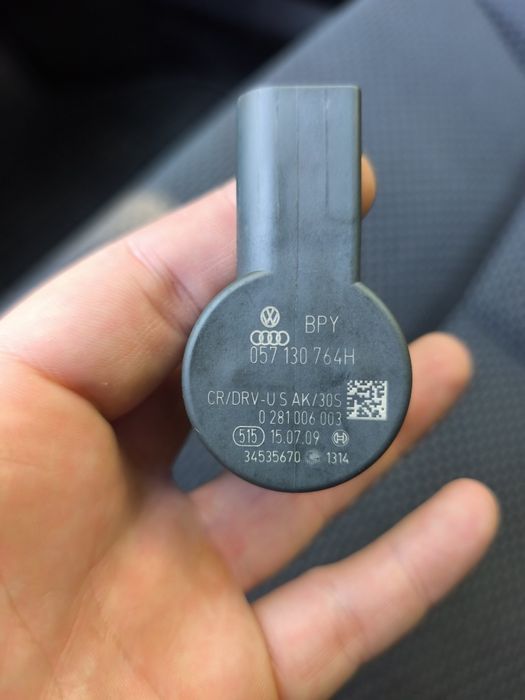 BPY
057 130 764H
CR/DRV-U S AK/30S
0 281 006 003
515 15.07.09 H
34535670 1314